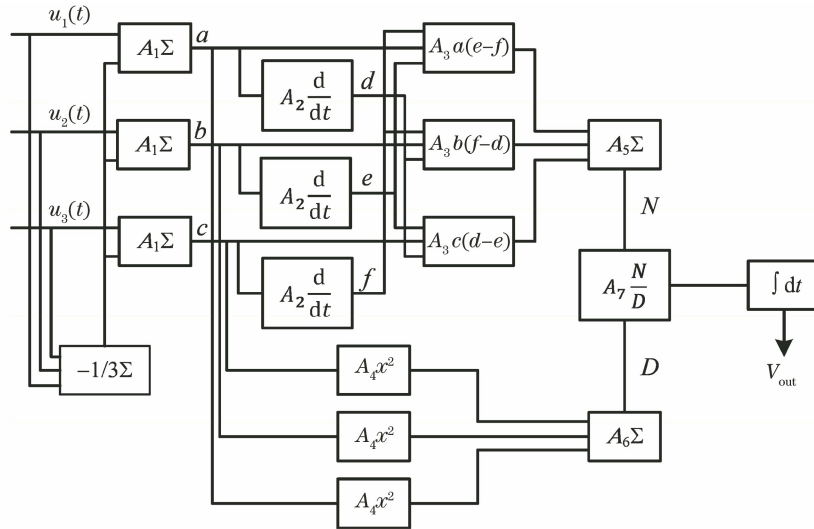 u₁(t)
A₁Σ
a
A₃a(e–f)
A₂ d/dt
d
u₂(t)
A₁Σ
b
A₃b(f–d)
A₅Σ
A₂ d/dt
e
N
u₃(t)
A₁Σ
c
A₃c(d–e)
A₂ d/dt
f
A₇ N/D
∫dt
–1/3Σ
A₄x²
D
V_out
A₄x²
A₆Σ
A₄x²